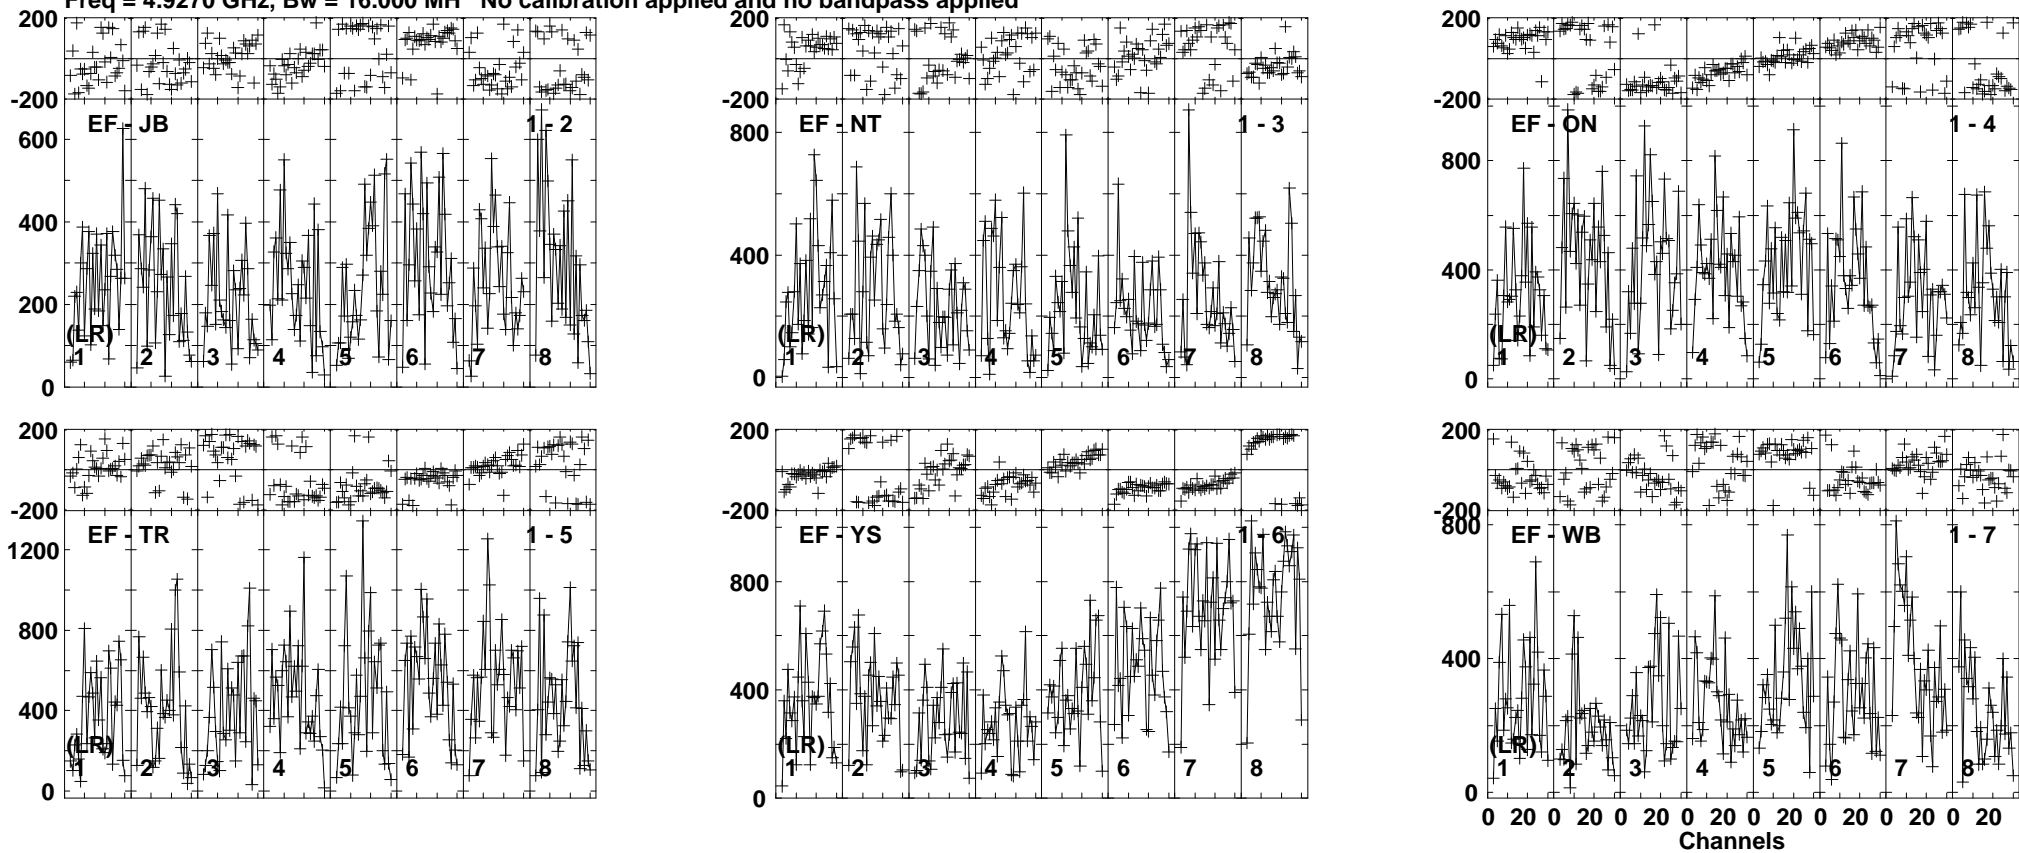 Freq = 4.9270 GHz, Bw = 16.000 MH No calibration applied and no bandpass applied
200
-200
600
400
200
0
EF - JB
1 - 2
(LR)
1 2 3 4 5 6 7 8
200
-200
800
400
0
EF - NT
1 - 3
(LR)
1 2 3 4 5 6 7 8
200
-200
800
400
0
EF - ON
1 - 4
(LR)
1 2 3 4 5 6 7 8
200
-200
1200
800
400
0
EF - TR
1 - 5
(LR)
1 2 3 4 5 6 7 8
200
-200
800
400
0
EF - YS
1 - 6
(LR)
1 2 3 4 5 6 7 8
200
-200
800
400
0
EF - WB
1 - 7
(LR)
1 2 3 4 5 6 7 8
0 20 0 20 0 20 0 20 0 20 0 20 0 20 0 20
Channels